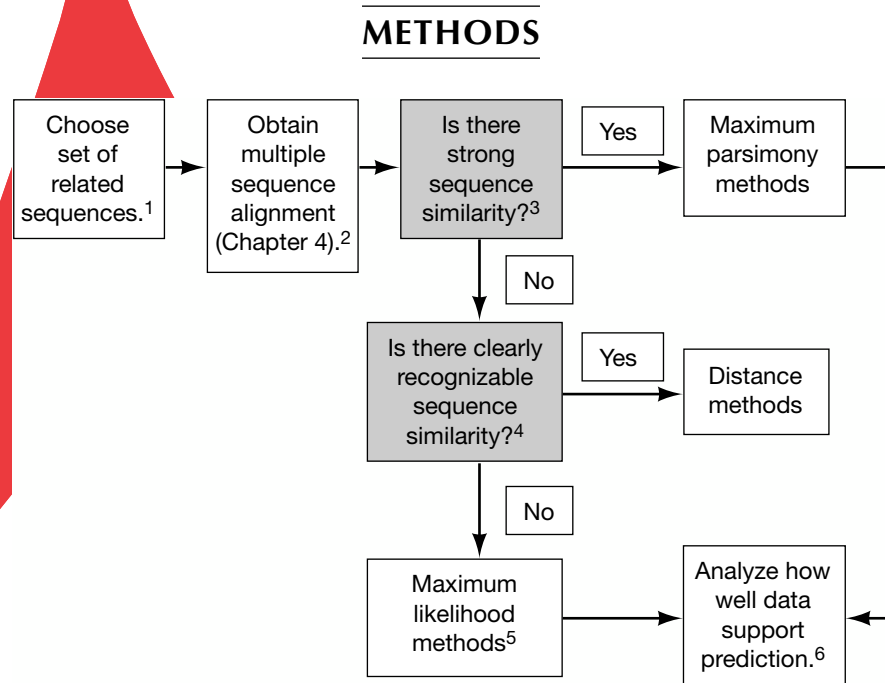 METHODS
Choose
set of
related
sequences.1
Obtain
multiple
sequence
alignment
(Chapter 4).2
Is there
strong
sequence
similarity?3
Yes
Maximum
parsimony
methods
No
Is there clearly
recognizable
sequence
similarity?4
Yes
Distance
methods
No
Maximum
likelihood
methods5
Analyze how
well data
support
prediction.6